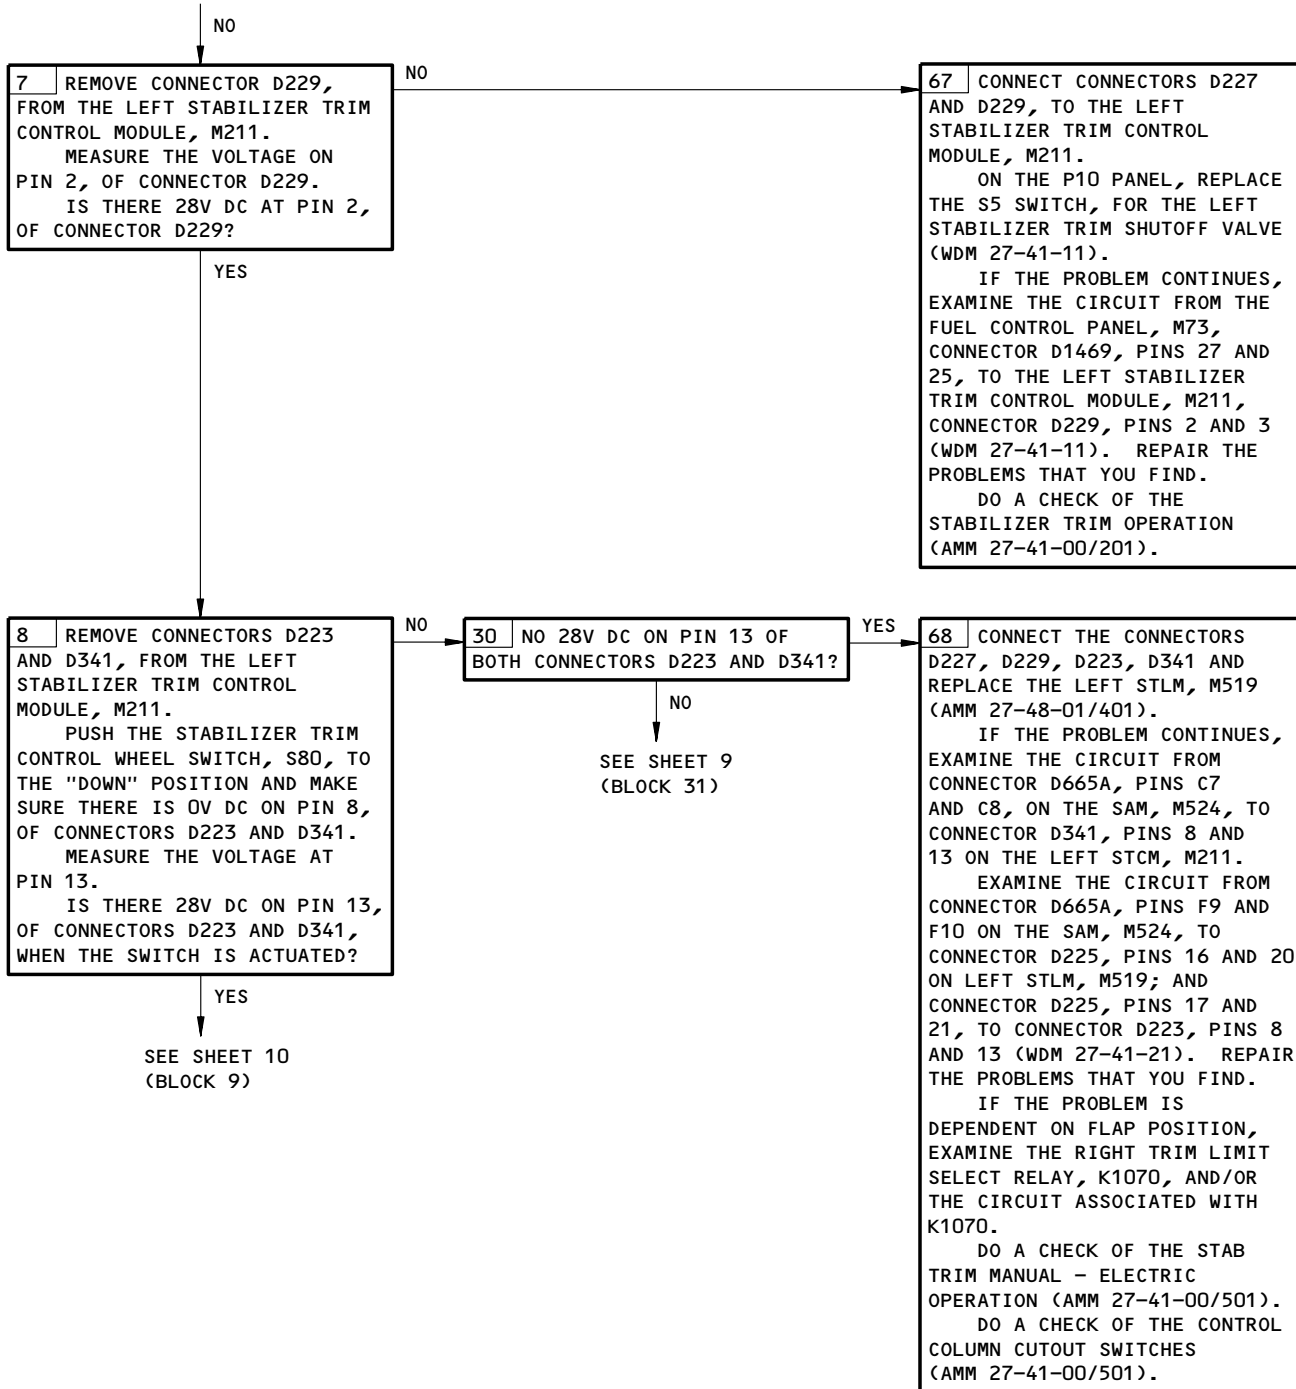 NO
7 REMOVE CONNECTOR D229,
FROM THE LEFT STABILIZER TRIM
CONTROL MODULE, M211.
MEASURE THE VOLTAGE ON
PIN 2, OF CONNECTOR D229.
IS THERE 28V DC AT PIN 2,
OF CONNECTOR D229?
NO
YES
67 CONNECT CONNECTORS D227
AND D229, TO THE LEFT
STABILIZER TRIM CONTROL
MODULE, M211.
ON THE P10 PANEL, REPLACE
THE S5 SWITCH, FOR THE LEFT
STABILIZER TRIM SHUTOFF VALVE
(WDM 27-41-11).
IF THE PROBLEM CONTINUES,
EXAMINE THE CIRCUIT FROM THE
FUEL CONTROL PANEL, M73,
CONNECTOR D1469, PINS 27 AND
25, TO THE LEFT STABILIZER
TRIM CONTROL MODULE, M211,
CONNECTOR D229, PINS 2 AND 3
(WDM 27-41-11). REPAIR THE
PROBLEMS THAT YOU FIND.
DO A CHECK OF THE
STABILIZER TRIM OPERATION
(AMM 27-41-00/201).
8 REMOVE CONNECTORS D223
AND D341, FROM THE LEFT
STABILIZER TRIM CONTROL
MODULE, M211.
PUSH THE STABILIZER TRIM
CONTROL WHEEL SWITCH, S80, TO
THE "DOWN" POSITION AND MAKE
SURE THERE IS 0V DC ON PIN 8,
OF CONNECTORS D223 AND D341.
MEASURE THE VOLTAGE AT
PIN 13.
IS THERE 28V DC ON PIN 13,
OF CONNECTORS D223 AND D341,
WHEN THE SWITCH IS ACTUATED?
NO
YES
SEE SHEET 10
(BLOCK 9)
30 NO 28V DC ON PIN 13 OF
BOTH CONNECTORS D223 AND D341?
YES
NO
SEE SHEET 9
(BLOCK 31)
68 CONNECT THE CONNECTORS
D227, D229, D223, D341 AND
REPLACE THE LEFT STLM, M519
(AMM 27-48-01/401).
IF THE PROBLEM CONTINUES,
EXAMINE THE CIRCUIT FROM
CONNECTOR D665A, PINS C7
AND C8, ON THE SAM, M524, TO
CONNECTOR D341, PINS 8 AND
13 ON THE LEFT STCM, M211.
EXAMINE THE CIRCUIT FROM
CONNECTOR D665A, PINS F9 AND
F10 ON THE SAM, M524, TO
CONNECTOR D225, PINS 16 AND 20
ON LEFT STLM, M519; AND
CONNECTOR D225, PINS 17 AND
21, TO CONNECTOR D223, PINS 8
AND 13 (WDM 27-41-21). REPAIR
THE PROBLEMS THAT YOU FIND.
IF THE PROBLEM IS
DEPENDENT ON FLAP POSITION,
EXAMINE THE RIGHT TRIM LIMIT
SELECT RELAY, K1070, AND/OR
THE CIRCUIT ASSOCIATED WITH
K1070.
DO A CHECK OF THE STAB
TRIM MANUAL - ELECTRIC
OPERATION (AMM 27-41-00/501).
DO A CHECK OF THE CONTROL
COLUMN CUTOUT SWITCHES
(AMM 27-41-00/501).